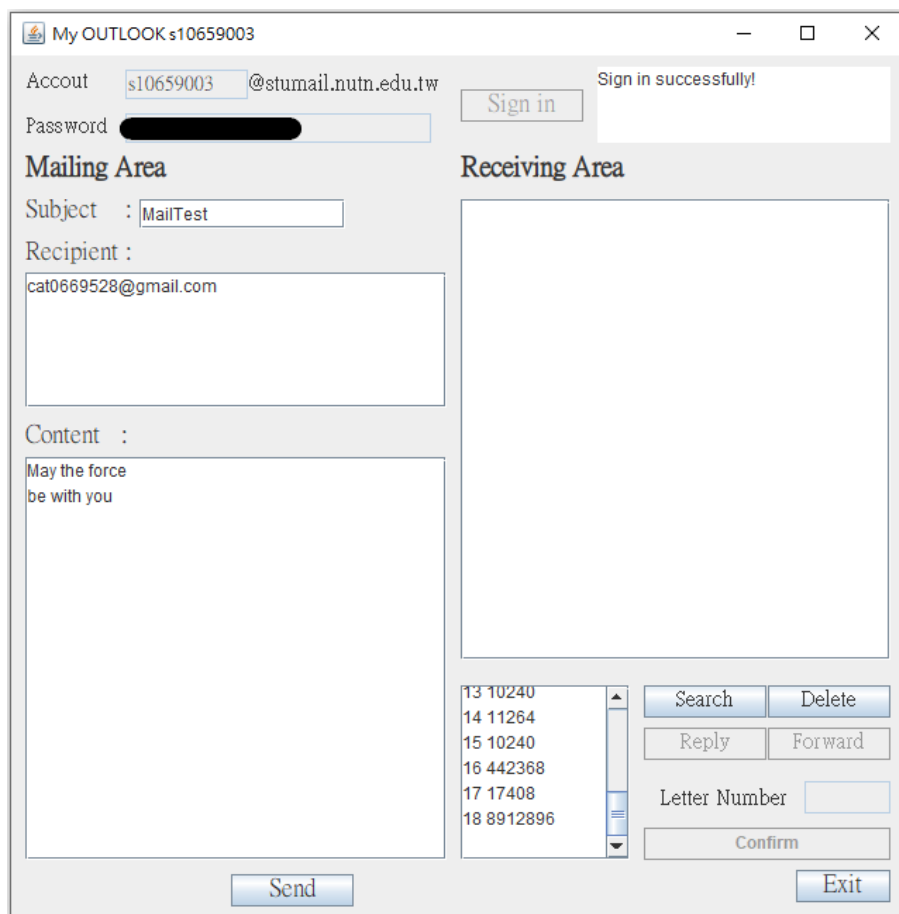 My OUTLOOK s10659003
Accout s10659003 @stumail.nutn.edu.tw
Sign in
Sign in successfully!
Password
Mailing Area
Receiving Area
Subject : MailTest
Recipient :
cat0669528@gmail.com
Content :
May the force
be with you
13 10240
14 11264
15 10240
16 442368
17 17408
18 8912896
Search Delete
Reply Forward
Letter Number
Confirm
Send
Exit